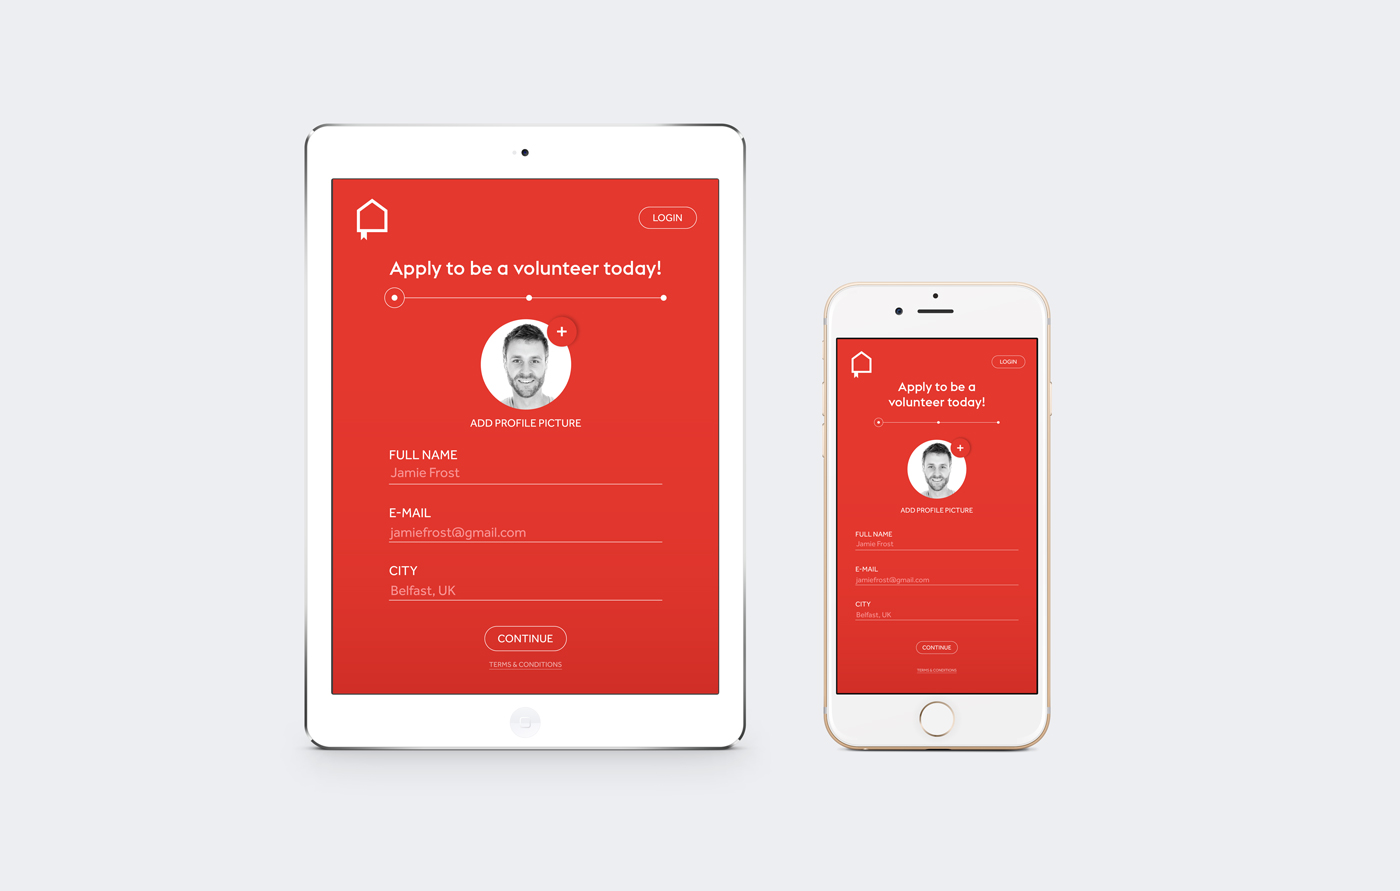 LOGIN
Apply to be a volunteer today!
+
ADD PROFILE PICTURE
FULL NAME
Jamie Frost
E-MAIL
jamiefrost@gmail.com
CITY
Belfast, UK
CONTINUE
TERMS & CONDITIONS
LOGIN
Apply to be a
volunteer today!
+
ADD PROFILE PICTURE
FULL NAME
Jamie Frost
E-MAIL
jamiefrost@gmail.com
CITY
Belfast, UK
CONTINUE
TERMS & CONDITIONS